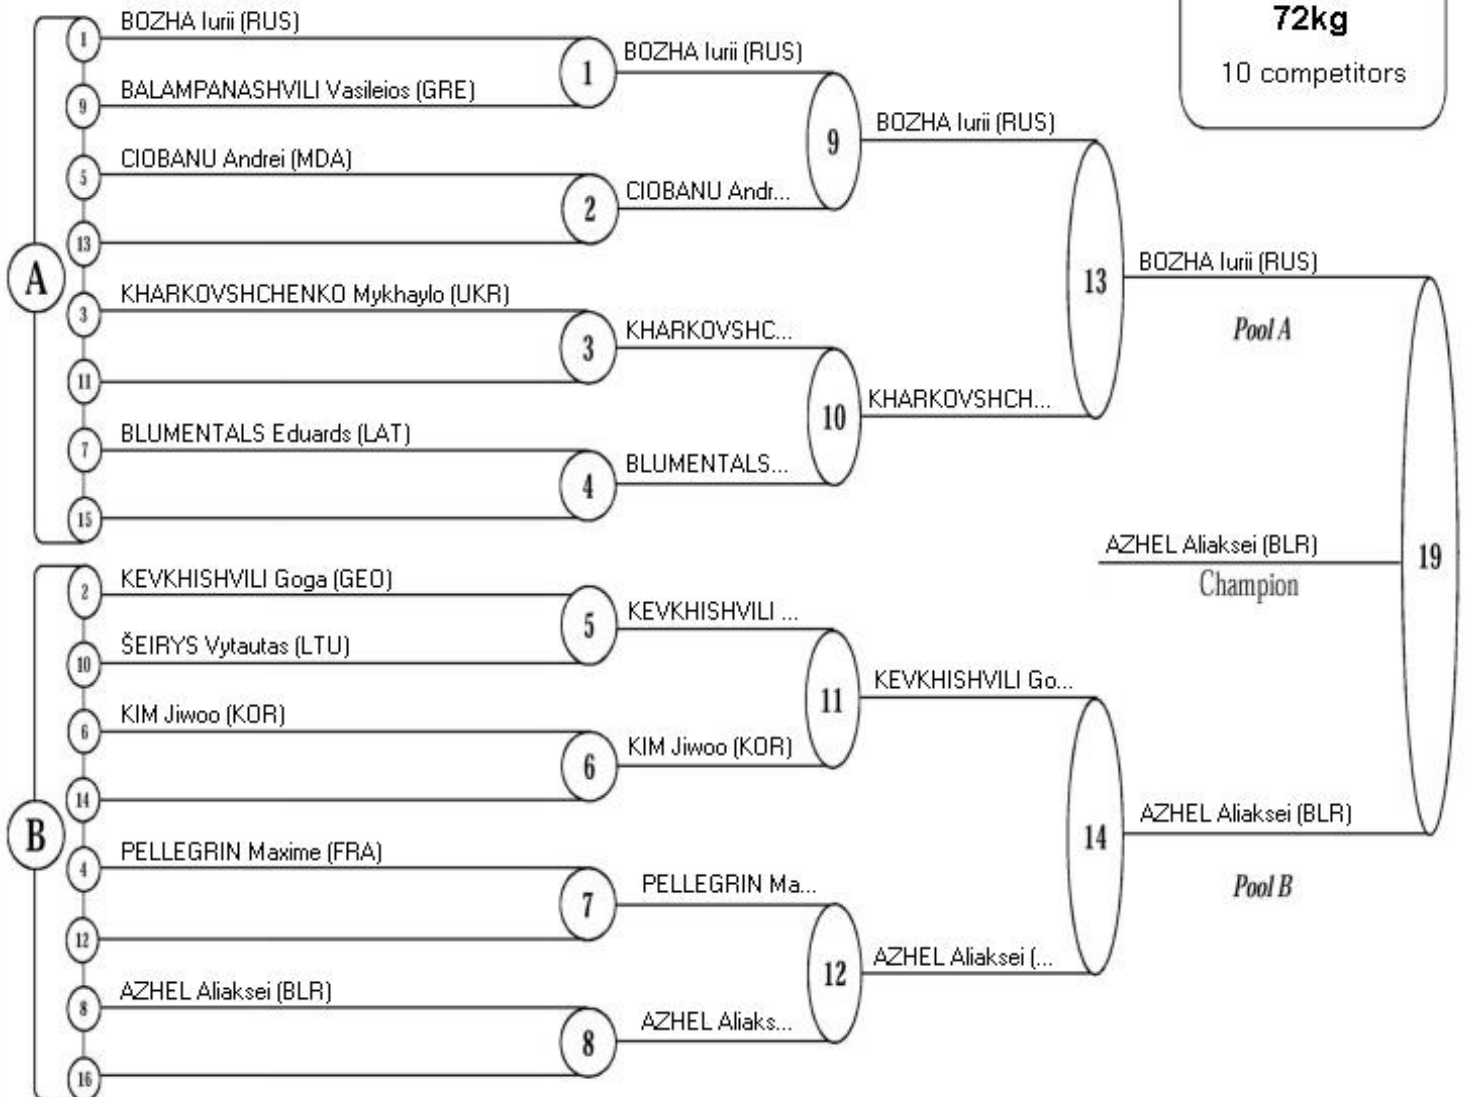 72kg
10 competitors
A
1 BOZHA Iurii (RUS)
9 BALAMPANASHVILI Vasileios (GRE)
5 CIOBANU Andrei (MDA)
13
3 KHARKOVSHCHENKO Mykhaylo (UKR)
11
7 BLUMENTALS Eduards (LAT)
15
B
2 KEVKHISHVILI Goga (GEO)
10 ŠEIRYS Vytautas (LTU)
6 KIM Jiwoo (KOR)
14
4 PELLEGRIN Maxime (FRA)
12
8 AZHEL Aliaksei (BLR)
16
1 BOZHA Iurii (RUS)
2 CIOBANU Andr...
3 KHARKOVSHC...
4 BLUMENTALS...
5 KEVKHISHVILI ...
6 KIM Jiwoo (KOR)
7 PELLEGRIN Ma...
8 AZHEL Aliaks...
9 BOZHA Iurii (RUS)
10 KHARKOVSHCH...
11 KEVKHISHVILI Go...
12 AZHEL Aliaksei (...
13 BOZHA Iurii (RUS)
Pool A
14 AZHEL Aliaksei (BLR)
Pool B
19
AZHEL Aliaksei (BLR)
Champion